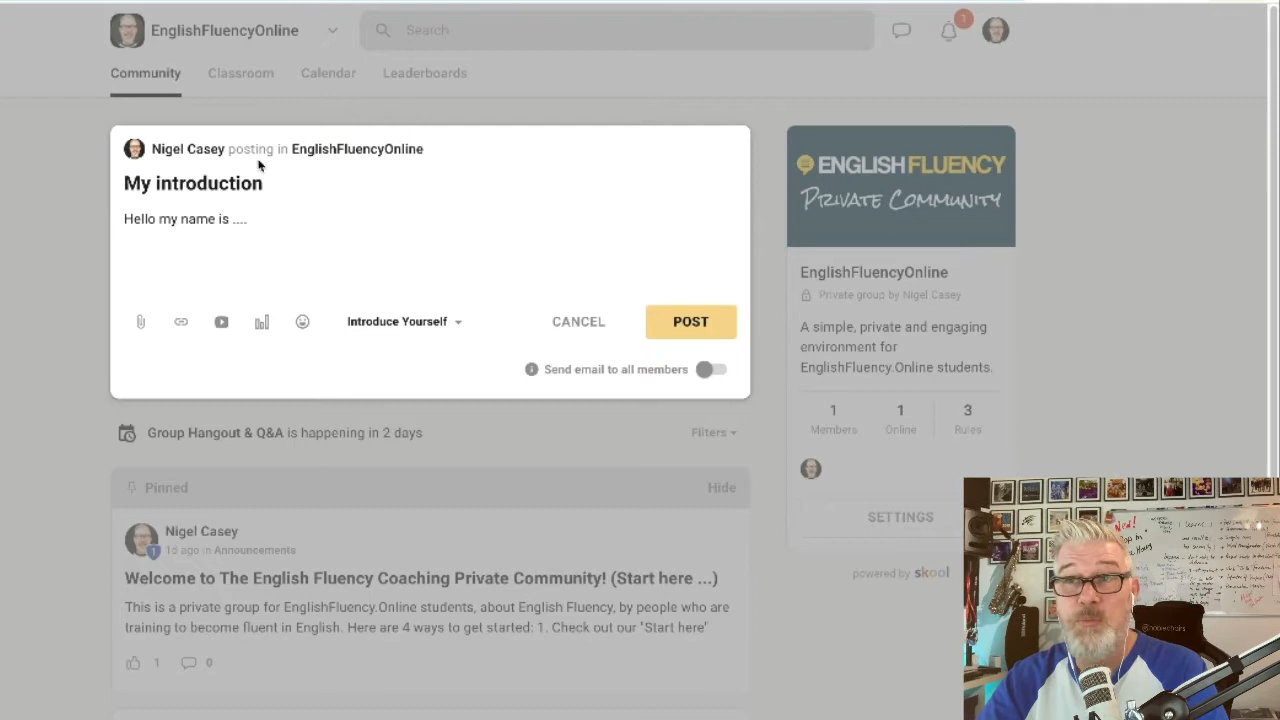 EnglishFluencyOnline
Search
1
Community Classroom Calendar Leaderboards
Nigel Casey posting in EnglishFluencyOnline
My introduction
Hello my name is ....
Introduce Yourself
CANCEL
POST
Send email to all members
Group Hangout & Q&A is happening in 2 days
Filters
Pinned
Hide
Nigel Casey
1
1d ago in Announcements
Welcome to The English Fluency Coaching Private Community! (Start here ...)
This is a private group for EnglishFluency.Online students, about English Fluency, by people who are
training to become fluent in English. Here are 4 ways to get started: 1. Check out our "Start here"
1 0
ENGLISHFLUENCY
PRIVATE COMMUNITY
EnglishFluencyOnline
Private group by Nigel Casey
A simple, private and engaging
environment for
EnglishFluency.Online students.
1 1 3
Members Online Rules
SETTINGS
powered by skool
@noblechairs